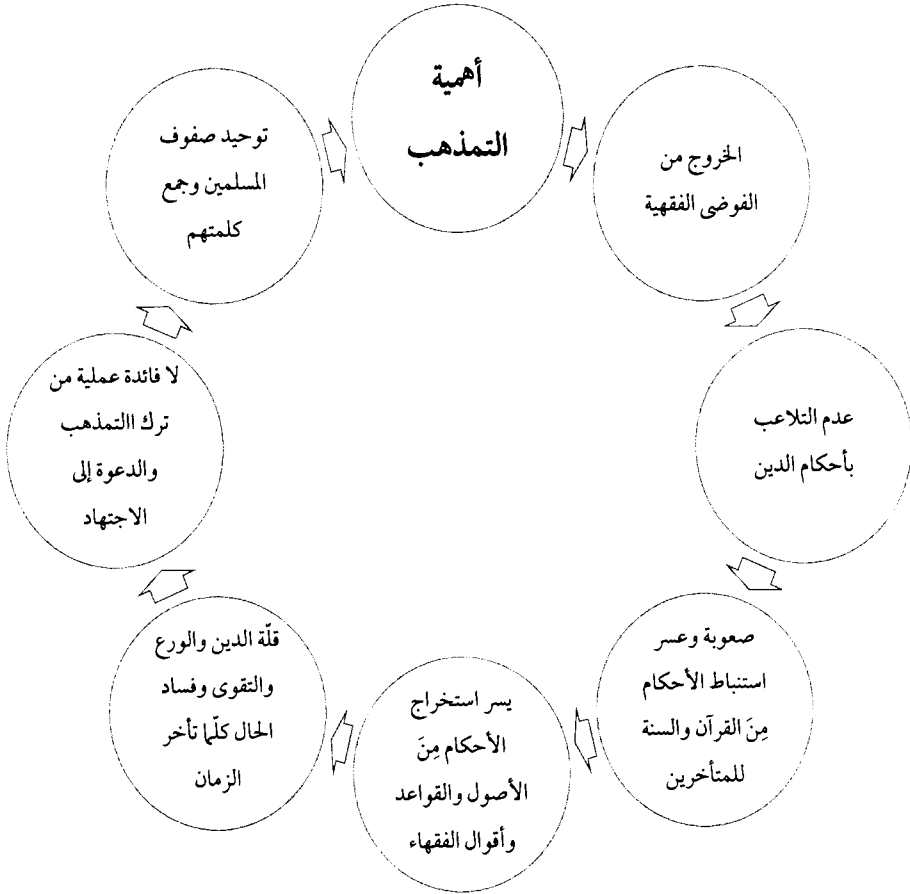 أهمية
التمذهب
الخروج من
الفوضى الفقهية
عدم التلاعب
بأحكام الدين
صعوبة وعسر
استنباط الأحكام
مِنَ القرآن والسنة
للمتأخرين
يسر استخراج
الأحكام مِنَ
الأصول والقواعد
وأقوال الفقهاء
قلّة الدين والورع
والتقوى وفساد
الحال كلّما تأخر
الزمان
لا فائدة عملية من
ترك االتمذهب
والدعوة إلى
الاجتهاد
توحيد صفوف
المسلمين وجمع
كلمتهم